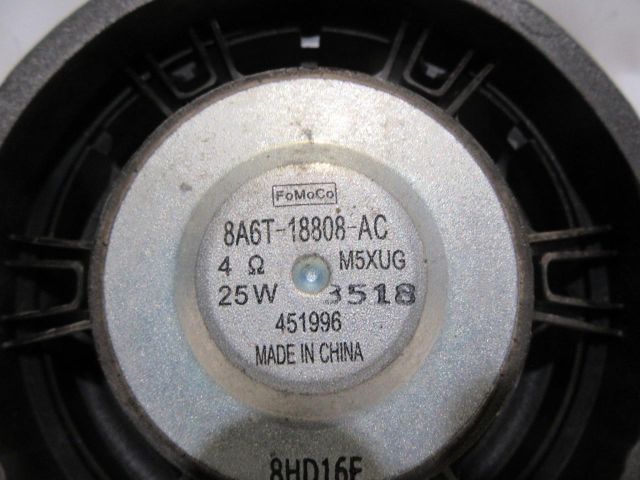 FoMoCo
8A6T-18808-AC
4 Ω M5XUG
25W 3518
451996
MADE IN CHINA
8HD16F